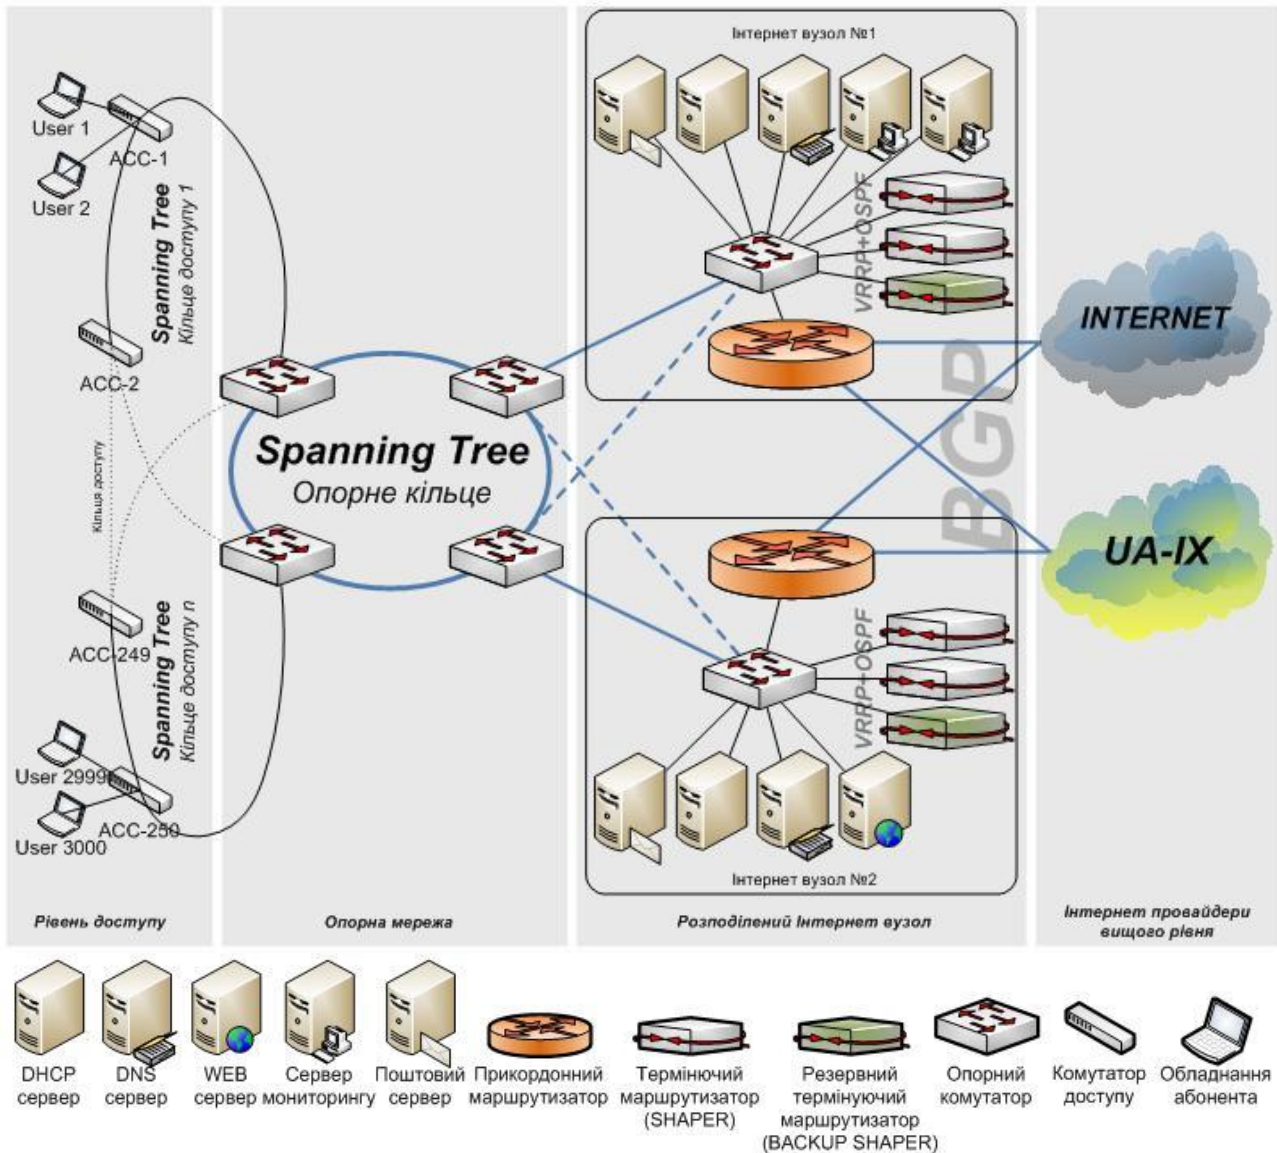 Інтернет вузол №1
User 1
ACC-1
User 2
Spanning Tree
Кільце доступу 1
VRRP+OSPF
INTERNET
ACC-2
BGP
Кільця доступу
Spanning Tree
Опорне кільце
UA-IX
ACC-249
Spanning Tree
Кільце доступу n
VRRP+OSPF
User 2999
ACC-250
User 3000
Інтернет вузол №2
Рівень доступу
Опорна мережа
Розподілений Інтернет вузол
Інтернет провайдери
вищого рівня
DHCP
сервер
DNS
сервер
WEB
сервер
Сервер
мониторингу
Поштовий
сервер
Прикордонний
маршрутизатор
Термінючий
маршрутизатор
(SHAPER)
Резервний
термінуючий
маршрутизатор
(BACKUP SHAPER)
Опорний
комутатор
Комутатор
доступу
Обладнання
абонента